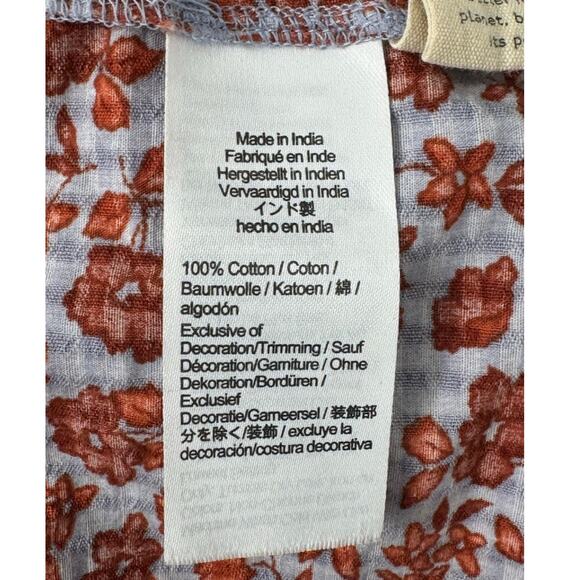 planet, b
its p
Made in India
Fabriqué en Inde
Hergestellt in Indien
Vervaardigd in India
インド製
hecho en india
100% Cotton / Coton /
Baumwolle / Katoen / 綿 /
algodón
Exclusive of
Decoration/Trimming / Sauf
Décoration/Garniture / Ohne
Dekoration/Bordüren /
Exclusief
Decoratie/Garneersel / 装飾部
分を除く/装飾 / excluye la
decoración/costura decorativa